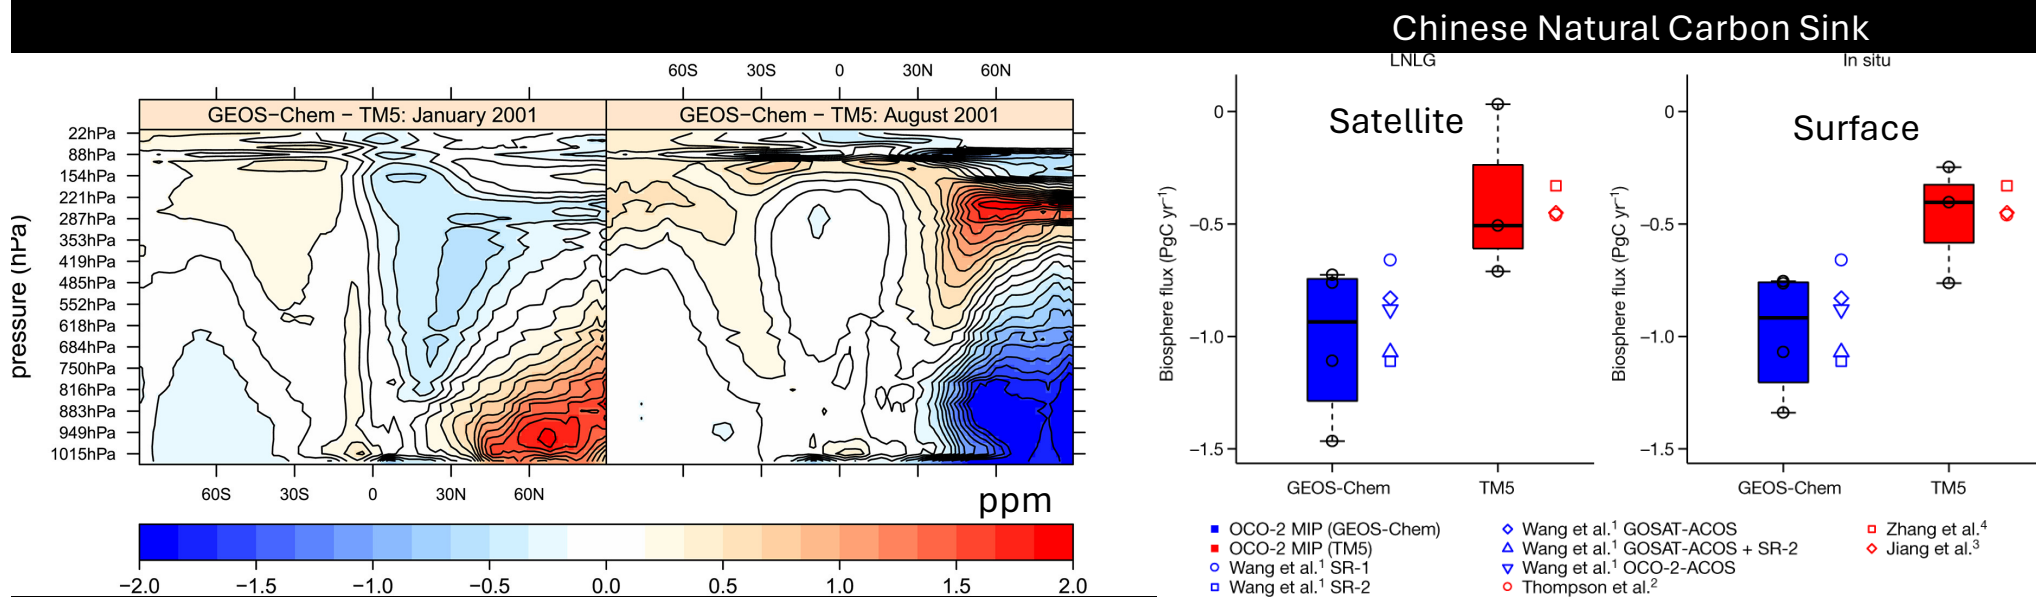 Chinese Natural Carbon Sink
60S 30S 0 30N 60N
GEOS−Chem − TM5: January 2001
GEOS−Chem − TM5: August 2001
pressure (hPa)
22hPa
88hPa
154hPa
221hPa
287hPa
353hPa
419hPa
485hPa
552hPa
618hPa
684hPa
750hPa
816hPa
883hPa
949hPa
1015hPa
60S 30S 0 30N 60N
ppm
−2.0 −1.5 −1.0 −0.5 0.0 0.5 1.0 1.5 2.0
LNLG
Satellite
Biosphere flux (PgC yr⁻¹)
0
−0.5
−1.0
−1.5
GEOS-Chem TM5
In situ
Surface
Biosphere flux (PgC yr⁻¹)
0
−0.5
−1.0
−1.5
GEOS-Chem TM5
OCO-2 MIP (GEOS-Chem)
OCO-2 MIP (TM5)
Wang et al.¹ SR-1
Wang et al.¹ SR-2
Wang et al.¹ GOSAT-ACOS
Wang et al.¹ GOSAT-ACOS + SR-2
Wang et al.¹ OCO-2-ACOS
Thompson et al.²
Zhang et al.⁴
Jiang et al.³